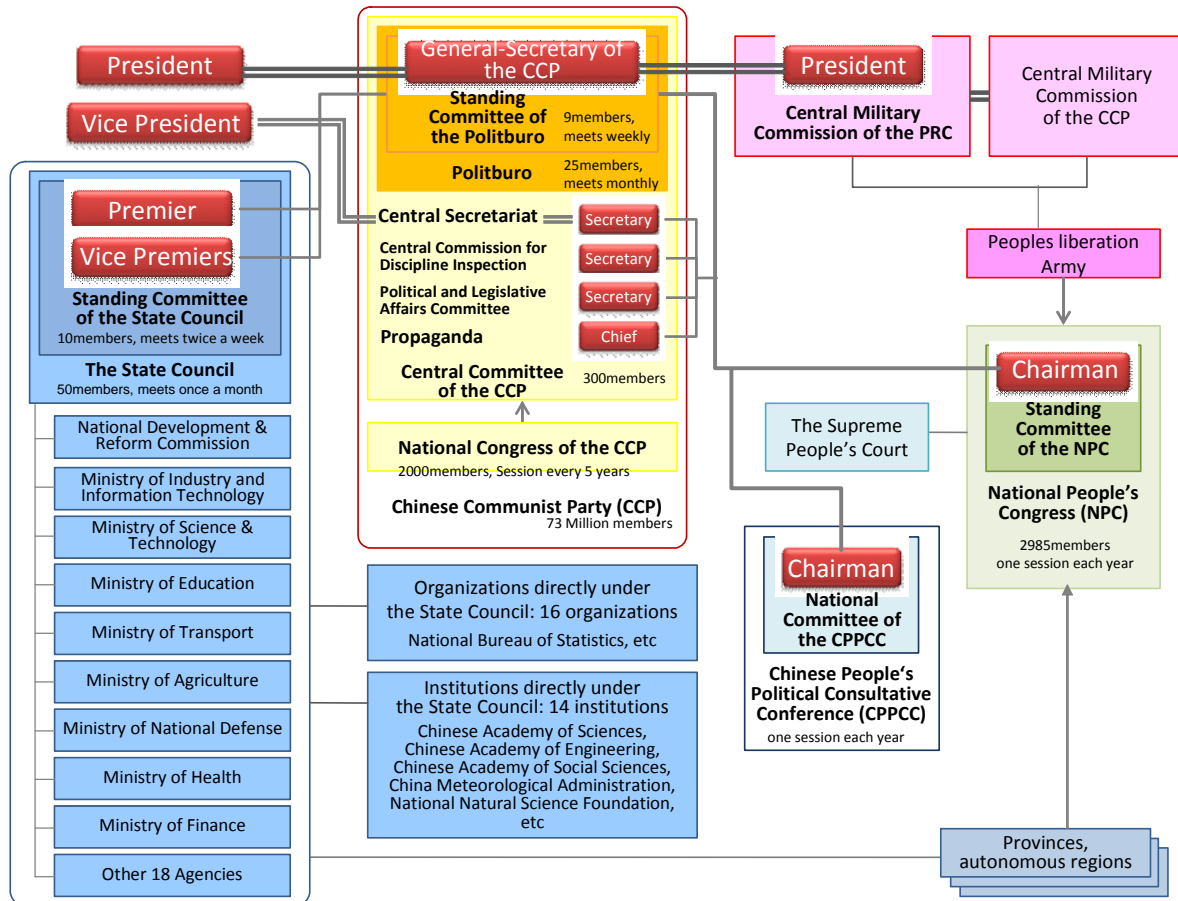 President
Vice President
General-Secretary of
the CCP
Standing
Committee of
the Politburo
9members,
meets weekly
Politburo
25members,
meets monthly
Central Secretariat
Secretary
Central Commission for
Discipline Inspection
Secretary
Political and Legislative
Affairs Committee
Secretary
Propaganda
Chief
Central Committee
of the CCP
300members
National Congress of the CCP
2000members, Session every 5 years
Chinese Communist Party (CCP)
73 Million members
President
Central Military
Commission of the PRC
Central Military
Commission
of the CCP
Peoples liberation
Army
Premier
Vice Premiers
Standing Committee
of the State Council
10members, meets twice a week
The State Council
50members, meets once a month
National Development &
Reform Commission
Ministry of Industry and
Information Technology
Ministry of Science &
Technology
Ministry of Education
Ministry of Transport
Ministry of Agriculture
Ministry of National Defense
Ministry of Health
Ministry of Finance
Other 18 Agencies
Organizations directly under
the State Council: 16 organizations
National Bureau of Statistics, etc
Institutions directly under
the State Council: 14 institutions
Chinese Academy of Sciences,
Chinese Academy of Engineering,
Chinese Academy of Social Sciences,
China Meteorological Administration,
National Natural Science Foundation,
etc
The Supreme
People's Court
Chairman
Standing
Committee
of the NPC
National People's
Congress (NPC)
2985members
one session each year
Chairman
National
Committee
of the CPPCC
Chinese People‘s
Political Consultative
Conference (CPPCC)
one session each year
Provinces,
autonomous regions